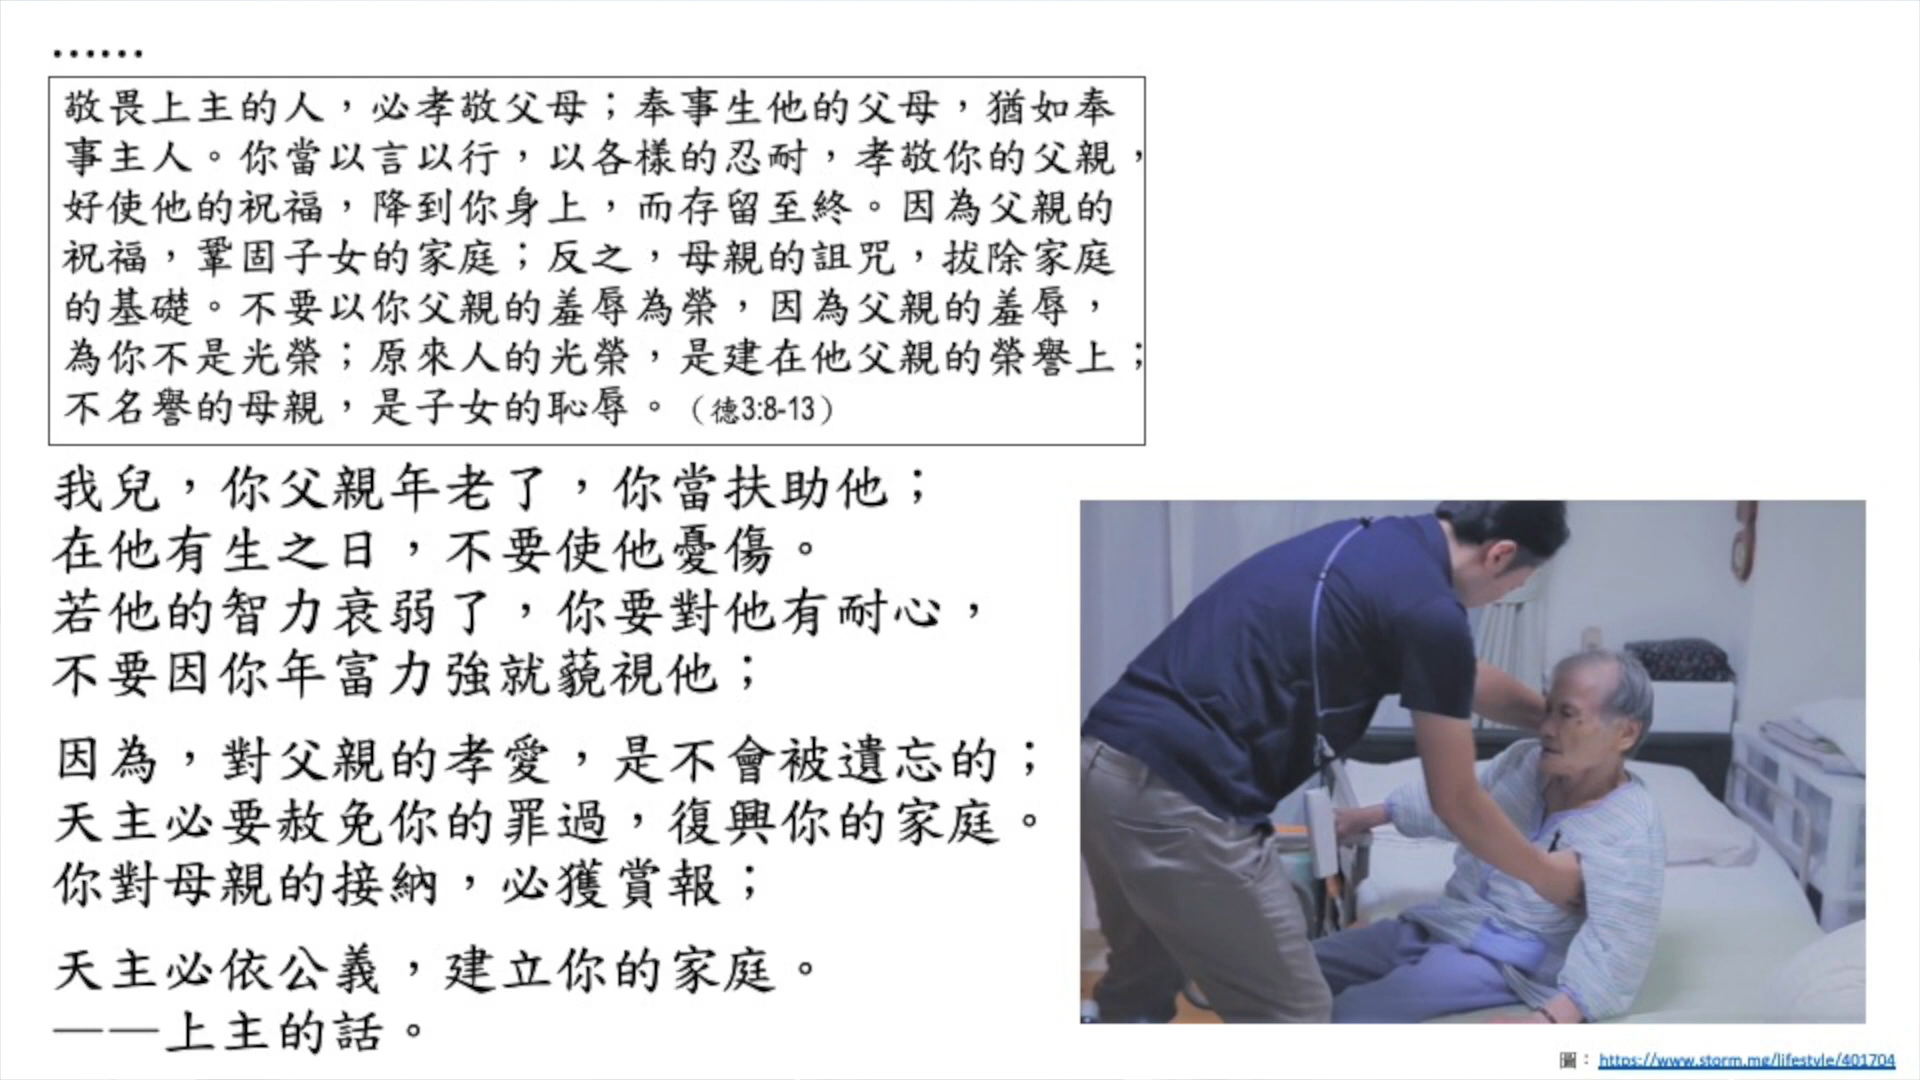 ……
敬畏上主的人，必孝敬父母；奉事生他的父母，猶如奉
事主人。你當以言以行，以各樣的忍耐，孝敬你的父親，
好使他的祝福，降到你身上，而存留至終。因為父親的
祝福，鞏固子女的家庭；反之，母親的詛咒，拔除家庭
的基礎。不要以你父親的羞辱為榮，因為父親的羞辱，
為你不是光榮；原來人的光榮，是建在他父親的榮譽上；
不名譽的母親，是子女的恥辱。（德3:8-13）
我兒，你父親年老了，你當扶助他；
在他有生之日，不要使他憂傷。
若他的智力衰弱了，你要對他有耐心，
不要因你年富力強就藐視他；
因為，對父親的孝愛，是不會被遺忘的；
天主必要赦免你的罪過，復興你的家庭。
你對母親的接納，必獲賞報；
天主必依公義，建立你的家庭。
——上主的話。
圖：https://www.storm.mg/lifestyle/401704